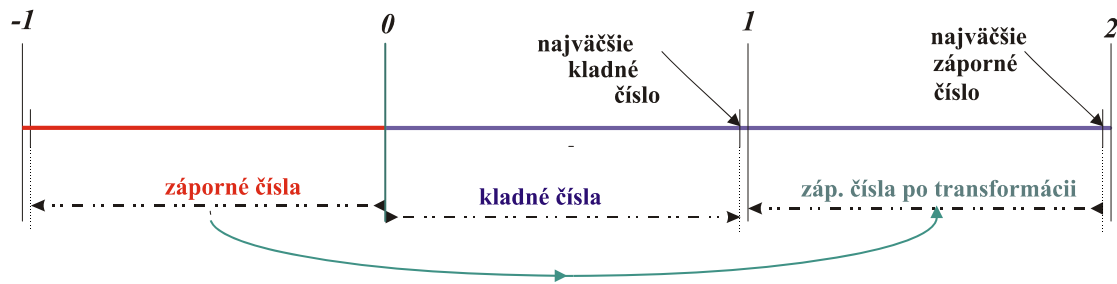 -1
0
1
2
najväčšie
kladné
číslo
najväčšie
záporné
číslo
záporné čísla
kladné čísla
záp. čísla po transformácii